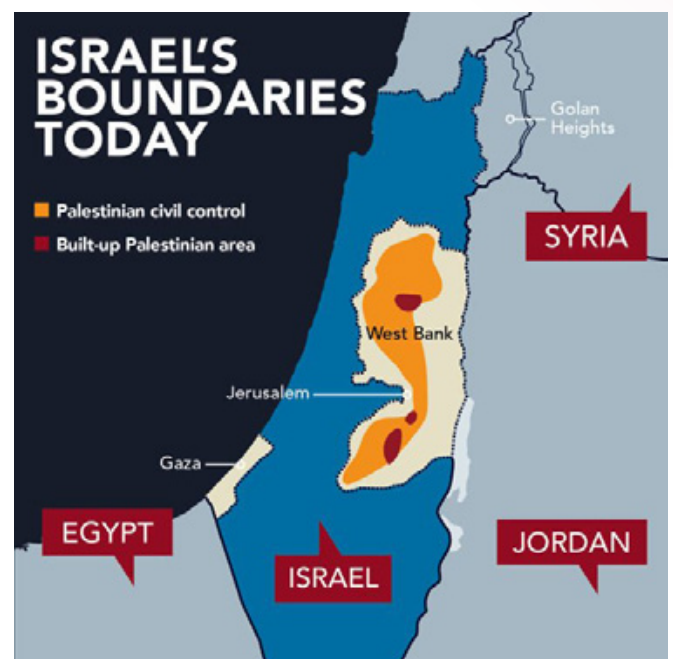 ISRAEL'S
BOUNDARIES
TODAY
Palestinian civil control
Built-up Palestinian area
Golan
Heights
SYRIA
West Bank
Jerusalem
Gaza
EGYPT
ISRAEL
JORDAN